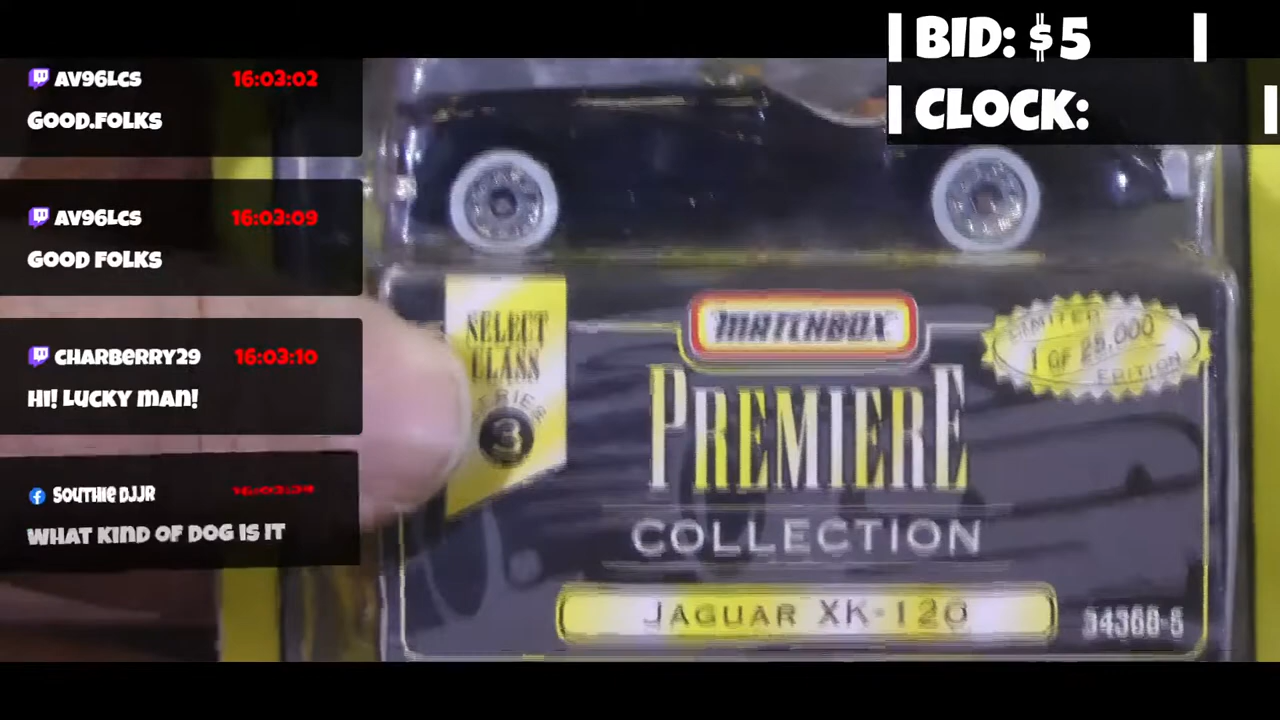 BID: $5
CLOCK:
AV96LCS 16:03:02
GOOD.FOLKS
AV96LCS 16:03:09
GOOD FOLKS
CHARBERRY29 16:03:10
HI! LUCKY MAN!
SOUTHIE DJJR
WHAT KIND OF DOG IS IT
SELECT CLASS
SERIES
3
MATCHBOX
PREMIERE
COLLECTION
LIMITED
1 OF 25,000
EDITION
JAGUAR XK-120